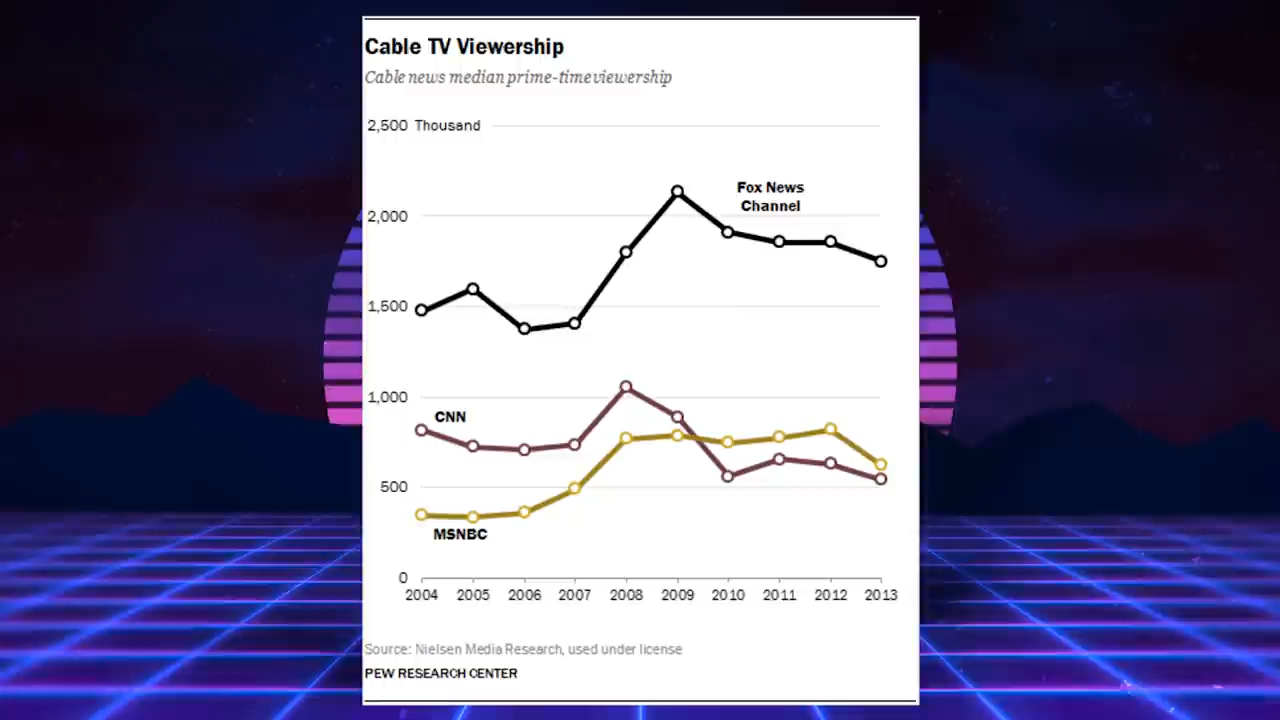 Cable TV Viewership
Cable news median prime-time viewership
2,500 Thousand
Fox News
Channel
2,000
1,500
1,000
CNN
500
MSNBC
0
2004 2005 2006 2007 2008 2009 2010 2011 2012 2013
Source: Nielsen Media Research, used under license
PEW RESEARCH CENTER